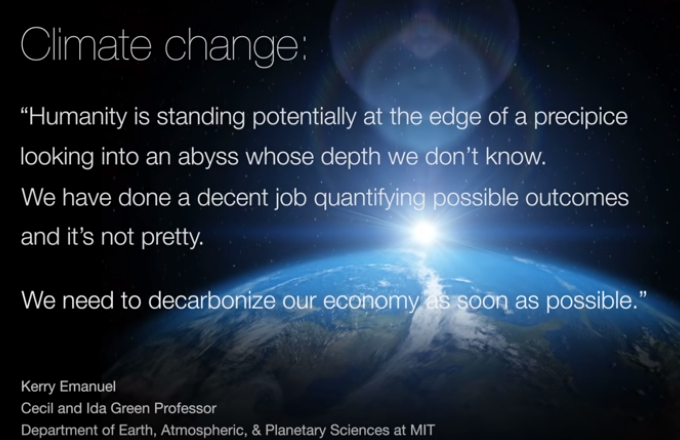 Climate change:
“Humanity is standing potentially at the edge of a precipice
looking into an abyss whose depth we don’t know.
We have done a decent job quantifying possible outcomes
and it’s not pretty.
We need to decarbonize our economy as soon as possible.”
Kerry Emanuel
Cecil and Ida Green Professor
Department of Earth, Atmospheric, & Planetary Sciences at MIT